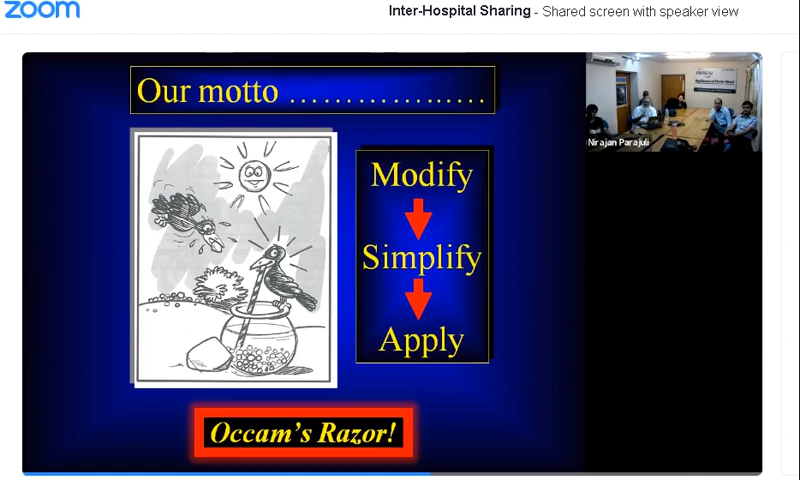 zoom
Inter-Hospital Sharing - Shared screen with speaker view
Our motto .....................
Modify
Simplify
Apply
Occam's Razor!
Nirajan Parajuli